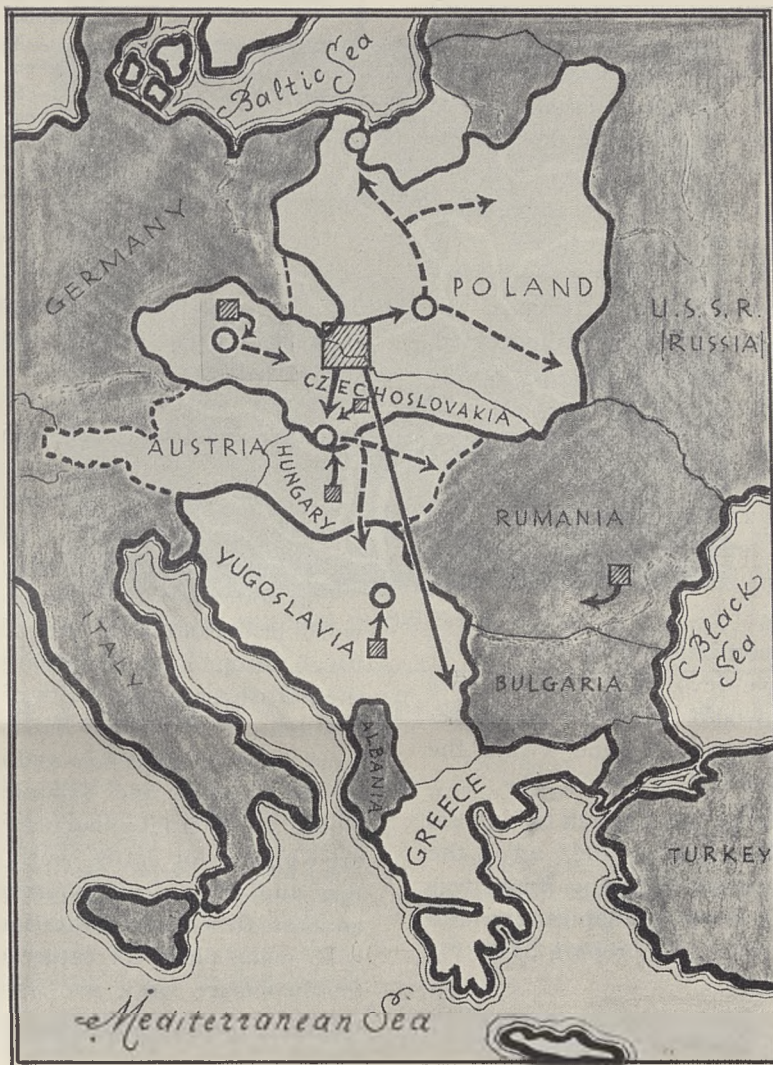 Baltic Sea
GERMANY
POLAND
U.S.S.R.
(RUSSIA)
CZECHOSLOVAKIA
AUSTRIA
HUNGARY
RUMANIA
YUGOSLAVIA
ITALY
Black
Sea
BULGARIA
ALBANIA
GREECE
TURKEY
Mediterranean Sea